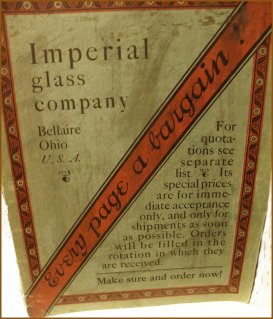 Imperial
glass
company
Bellaire
Ohio
U. S. A.
Every page a bargain!
For
quota-
tions see
separate
list Its
special prices
are for imme-
diate acceptance
only, and only for
shipments as soon
as possible. Orders
will be filled in the
rotation in which they
are received.
Make sure and order now!